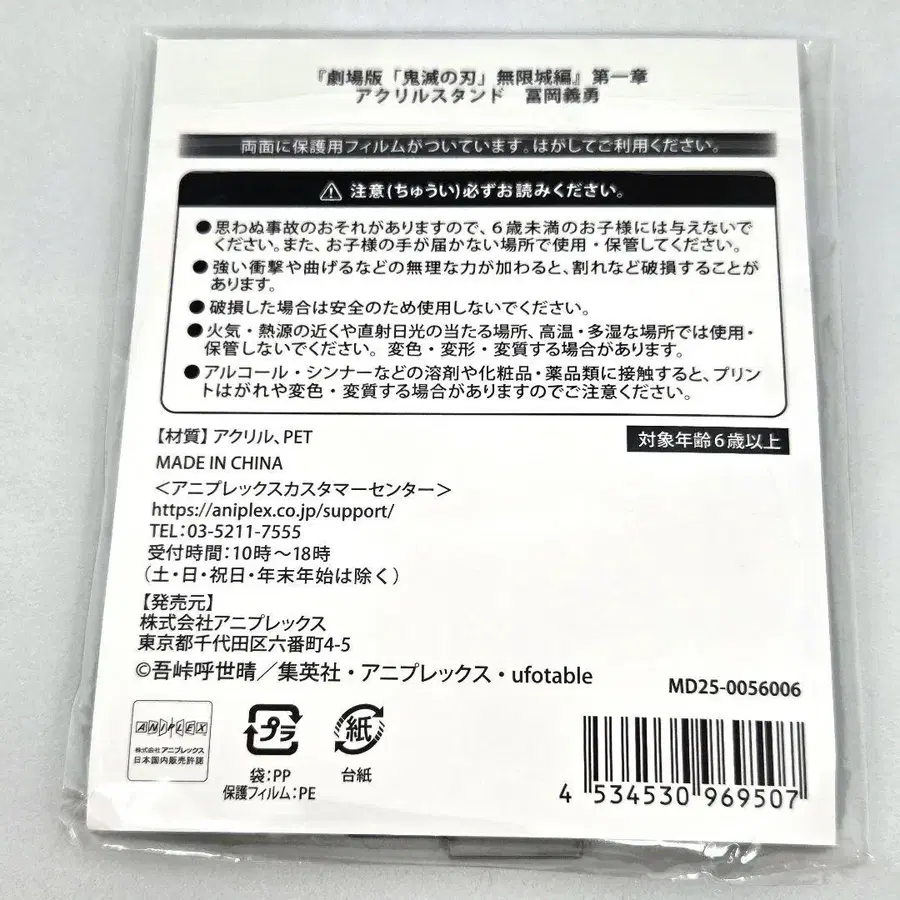 『劇場版「鬼滅の刃」無限城編』第一章
アクリルスタンド 冨岡義勇
両面に保護用フィルムがついています。はがしてご利用ください。
注意(ちゅうい)必ずお読みください。
●思わぬ事故のおそれがありますので、6歳未満のお子様には与えないで
ください。また、お子様の手が届かない場所で使用・保管してください。
●強い衝撃や曲げるなどの無理な力が加わると、割れなど破損することが
あります。
●破損した場合は安全のため使用しないでください。
●火気・熱源の近くや直射日光の当たる場所、高温・多湿な場所では使用・
保管しないでください。変色・変形・変質する場合があります。
●アルコール・シンナーなどの溶剤や化粧品・薬品類に接触すると、プリン
トはがれや変色・変質する場合がありますのでご注意ください。
【材質】アクリル、PET
対象年齢6歳以上
MADE IN CHINA
<アニプレックスカスタマーセンター>
https://aniplex.co.jp/support/
TEL:03-5211-7555
受付時間:10時~18時
(土・日・祝日・年末年始は除く)
【発売元】
株式会社アニプレックス
東京都千代田区六番町4-5
©吾峠呼世晴/集英社・アニプレックス・ufotable
MD25-0056006
ANIPLEX
株式会社アニプレックス
日本国内販売許諾
プラ
袋:PP
保護フィルム:PE
紙
台紙
4 534530 969507